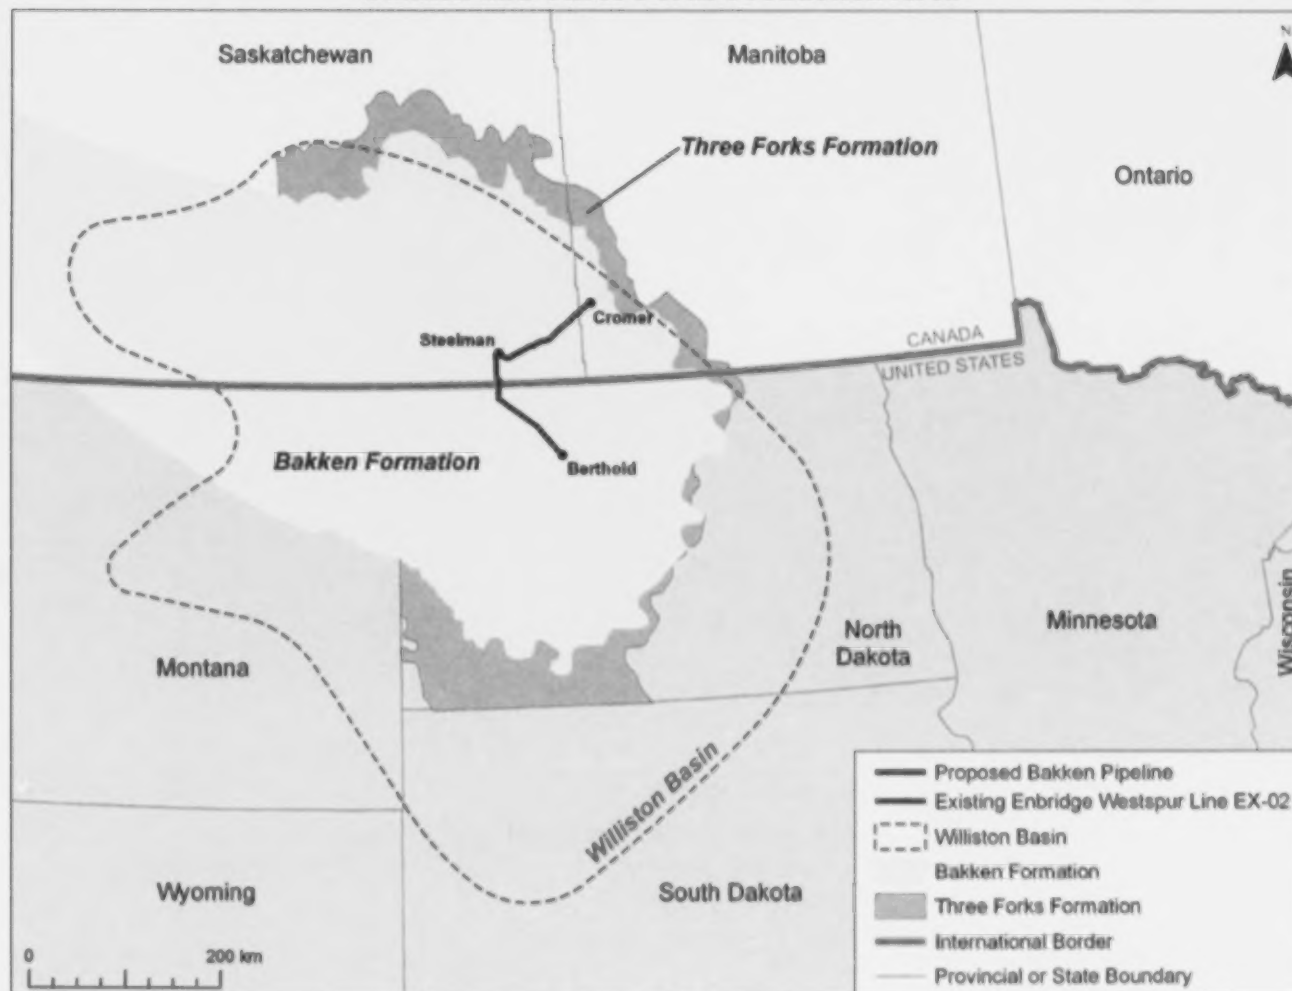 Saskatchewan
Manitoba
N
Three Forks Formation
Ontario
Cromer
Steelman
CANADA
UNITED STATES
Bakken Formation
Berthold
North
Dakota
Minnesota
Wisconsin
Montana
Williston Basin
Wyoming
South Dakota
0 200 km
Proposed Bakken Pipeline
Existing Enbridge Westspur Line EX-02
Williston Basin
Bakken Formation
Three Forks Formation
International Border
Provincial or State Boundary